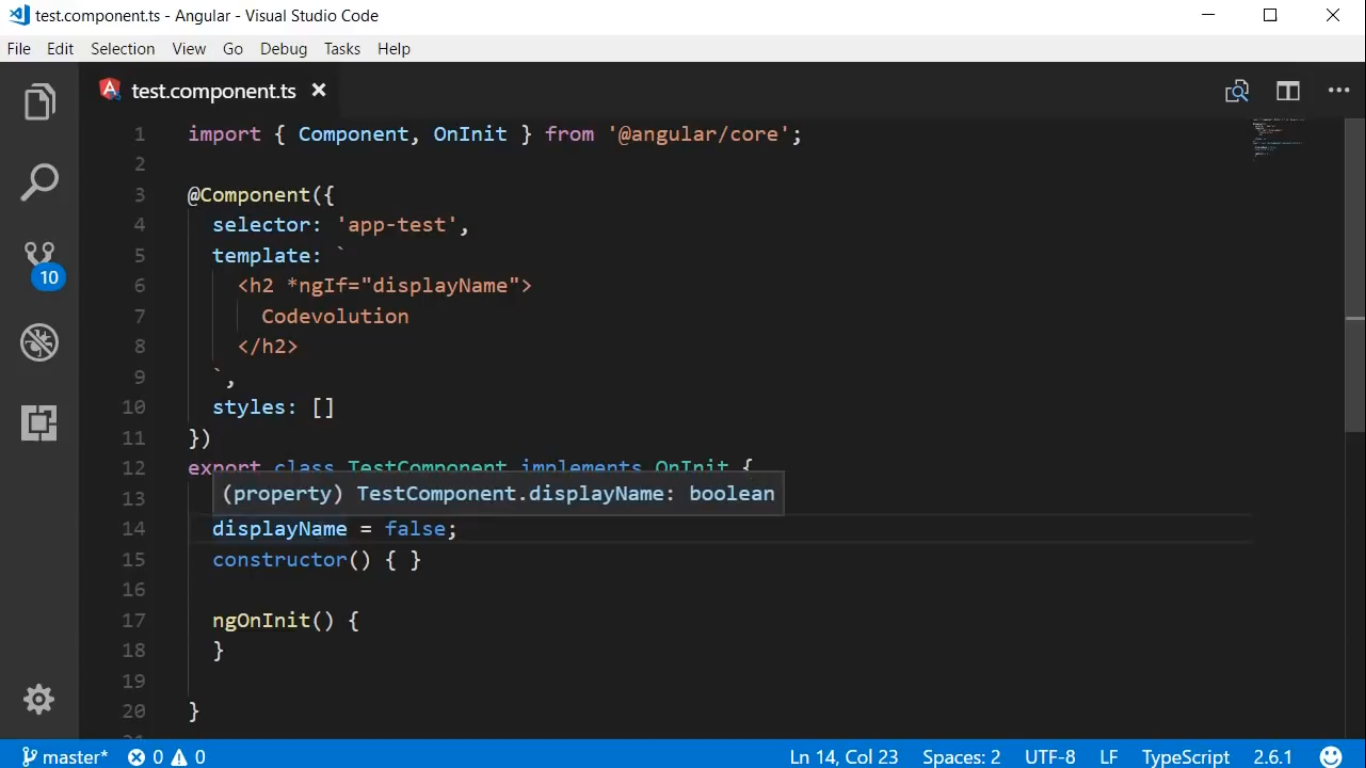 test.component.ts - Angular - Visual Studio Code
File Edit Selection View Go Debug Tasks Help
test.component.ts
1 import { Component, OnInit } from '@angular/core';
2
3 @Component({
4 selector: 'app-test',
5 template: `
6 <h2 *ngIf="displayName">
7 Codevolution
8 </h2>
9 `,
10 styles: []
11 })
12 export class TestComponent implements OnInit {
13 (property) TestComponent.displayName: boolean
14 displayName = false;
15 constructor() { }
16
17 ngOnInit() {
18 }
19
20 }
21
10
master* 0 0 Ln 14, Col 23 Spaces: 2 UTF-8 LF TypeScript 2.6.1